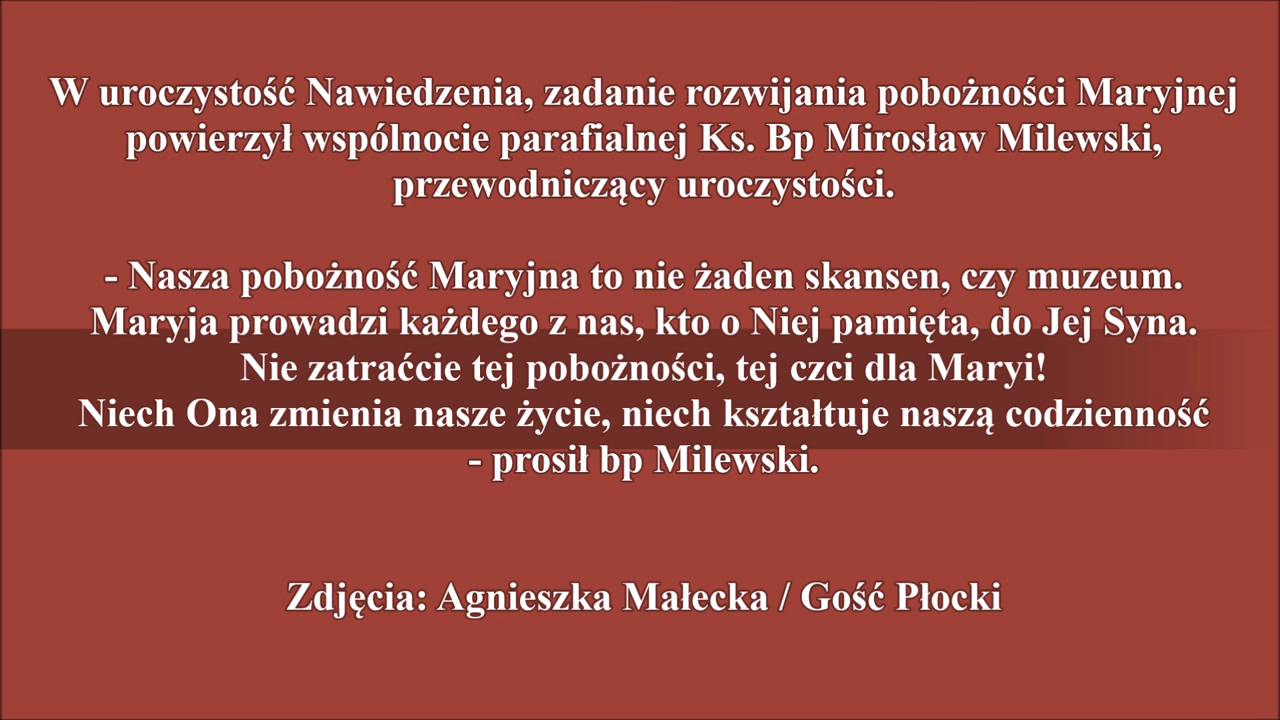 W uroczystość Nawiedzenia, zadanie rozwijania pobożności Maryjnej
powierzył wspólnocie parafialnej Ks. Bp Mirosław Milewski,
przewodniczący uroczystości.
- Nasza pobożność Maryjna to nie żaden skansen, czy muzeum.
Maryja prowadzi każdego z nas, kto o Niej pamięta, do Jej Syna.
Nie zatraćcie tej pobożności, tej czci dla Maryi!
Niech Ona zmienia nasze życie, niech kształtuje naszą codzienność
- prosił bp Milewski.
Zdjęcia: Agnieszka Małecka / Gość Płocki